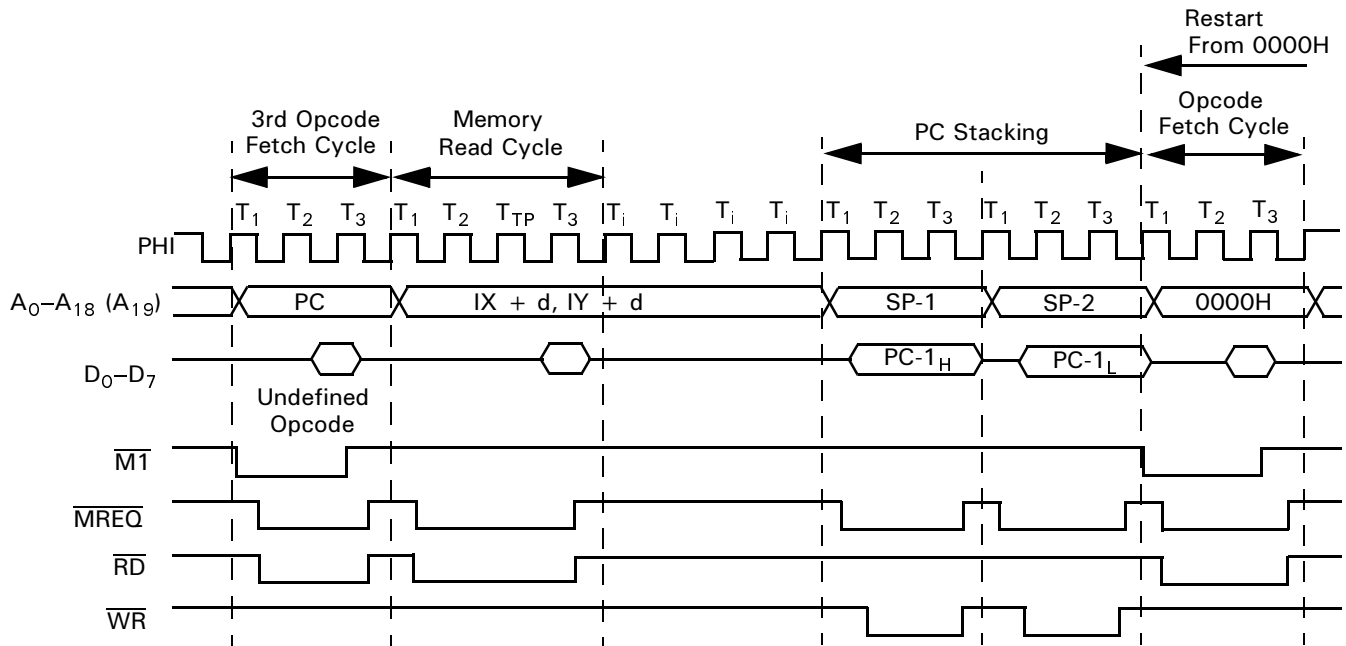 Restart
From 0000H
3rd Opcode
Fetch Cycle
Memory
Read Cycle
PC Stacking
Opcode
Fetch Cycle
T1 T2 T3 T1 T2 TTP T3 Ti Ti Ti Ti T1 T2 T3 T1 T2 T3 T1 T2 T3
PHI
A0–A18 (A19) PC IX + d, IY + d SP-1 SP-2 0000H
D0–D7 PC-1H PC-1L
Undefined
Opcode
M1
MREQ
RD
WR